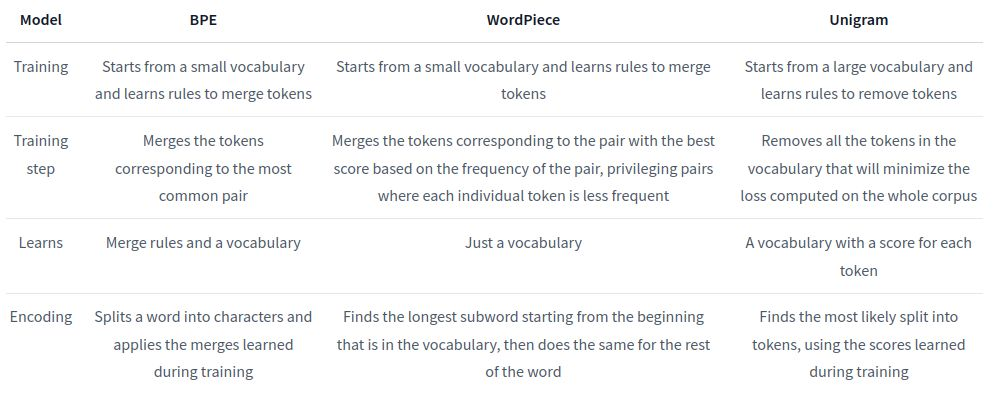 Model BPE WordPiece Unigram
Training Starts from a small vocabulary and learns rules to merge tokens Starts from a small vocabulary and learns rules to merge tokens Starts from a large vocabulary and learns rules to remove tokens
Training step Merges the tokens corresponding to the most common pair Merges the tokens corresponding to the pair with the best score based on the frequency of the pair, privileging pairs where each individual token is less frequent Removes all the tokens in the vocabulary that will minimize the loss computed on the whole corpus
Learns Merge rules and a vocabulary Just a vocabulary A vocabulary with a score for each token
Encoding Splits a word into characters and applies the merges learned during training Finds the longest subword starting from the beginning that is in the vocabulary, then does the same for the rest of the word Finds the most likely split into tokens, using the scores learned during training